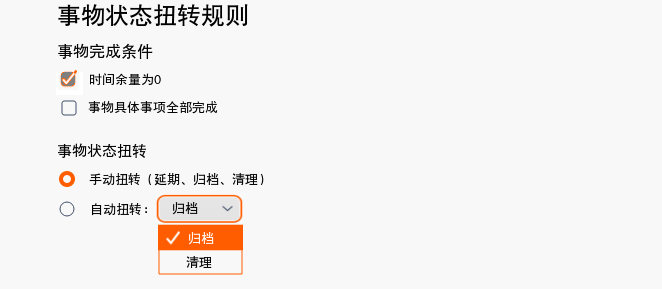 事物状态扭转规则
事物完成条件
时间余量为0
事物具体事项全部完成
事物状态扭转
手动扭转（延期、归档、清理）
自动扭转： 归档
归档
清理